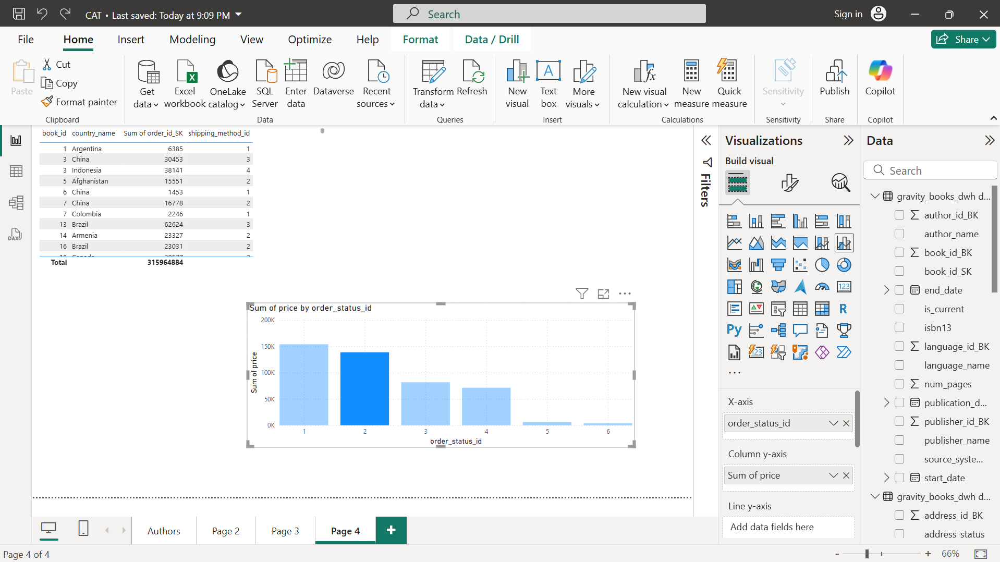 CAT • Last saved: Today at 9:09 PM
Search
Sign in
File
Home
Insert
Modeling
View
Optimize
Help
Format
Data / Drill
Share
Paste
Cut
Copy
Format painter
Clipboard
Get data
Excel workbook
OneLake catalog
SQL Server
Enter data
Dataverse
Recent sources
Data
Transform data
Refresh
Queries
New visual
Text box
More visuals
Insert
New visual calculation
New measure
Quick measure
Calculations
Sensitivity
Sensitivity
Publish
Share
Copilot
Copilot
book_id country_name Sum of order_id_SK shipping_method_id
1 Argentina 6385 1
3 China 30453 3
3 Indonesia 38141 4
5 Afghanistan 15551 2
6 China 1453 1
7 China 16778 2
7 Colombia 2246 1
13 Brazil 62624 3
14 Armenia 23327 2
16 Brazil 23031 2
Total 315964884
Sum of price by order_status_id
Sum of price
200K
150K
100K
50K
0K
1 2 3 4 5 6
order_status_id
Filters
Visualizations
Build visual
123
R
Py
123
X-axis
order_status_id
Column y-axis
Sum of price
Line y-axis
Add data fields here
Data
Search
gravity_books_dwh d...
author_id_BK
author_name
book_id_BK
book_id_SK
end_date
is_current
isbn13
language_id_BK
language_name
num_pages
publication_d...
publisher_id_BK
publisher_name
source_syste...
start_date
gravity_books_dwh d...
address_id_BK
address_status
DAX
Authors
Page 2
Page 3
Page 4
Page 4 of 4
66%